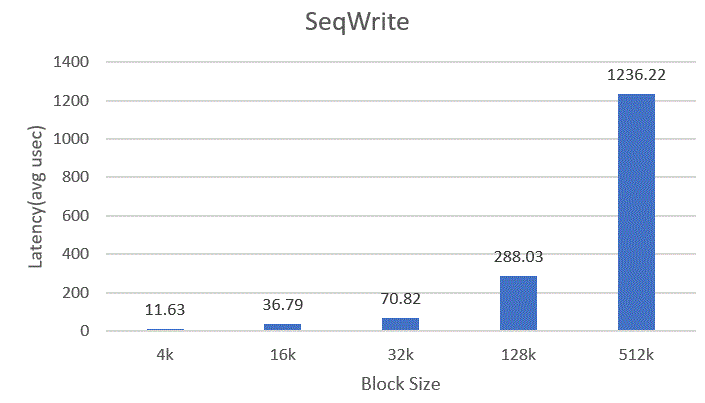 SeqWrite
Latency(avg usec)
1400
1200
1000
800
600
400
200
0
11.63
36.79
70.82
288.03
1236.22
4k
16k
32k
128k
512k
Block Size